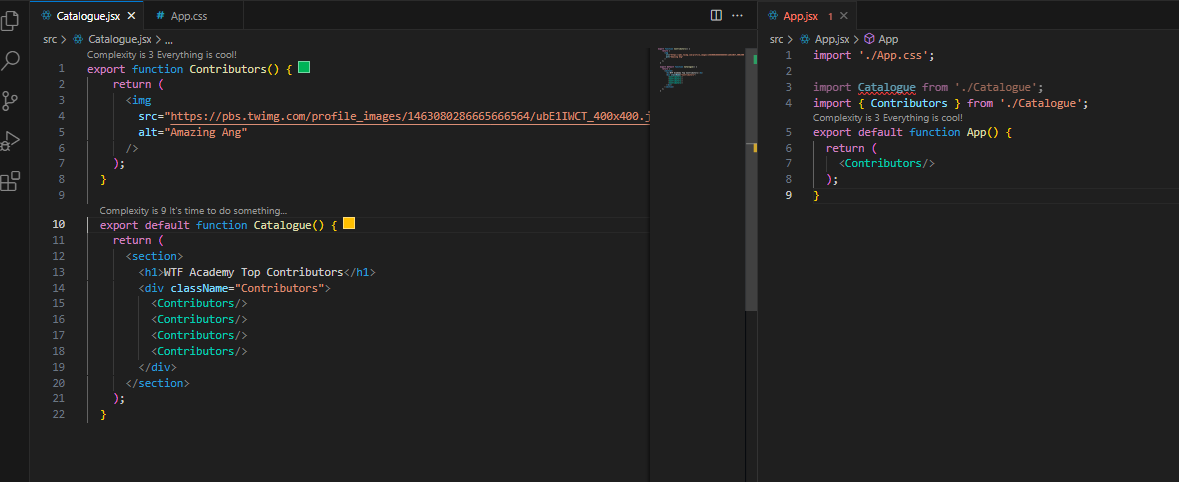 Catalogue.jsx
App.css
src > Catalogue.jsx > ...
Complexity is 3 Everything is cool!
1 export function Contributors() {
2 return (
3 <img
4 src="https://pbs.twimg.com/profile_images/1463080286665666564/ubE1IWCT_400x400.j
5 alt="Amazing Ang"
6 />
7 );
8 }
9
Complexity is 9 It's time to do something...
10 export default function Catalogue() {
11 return (
12 <section>
13 <h1>WTF Academy Top Contributors</h1>
14 <div className="Contributors">
15 <Contributors/>
16 <Contributors/>
17 <Contributors/>
18 <Contributors/>
19 </div>
20 </section>
21 );
22 }
App.jsx 1
src > App.jsx > App
1 import './App.css';
2
3 import Catalogue from './Catalogue';
4 import { Contributors } from './Catalogue';
Complexity is 3 Everything is cool!
5 export default function App() {
6 return (
7 <Contributors/>
8 );
9 }